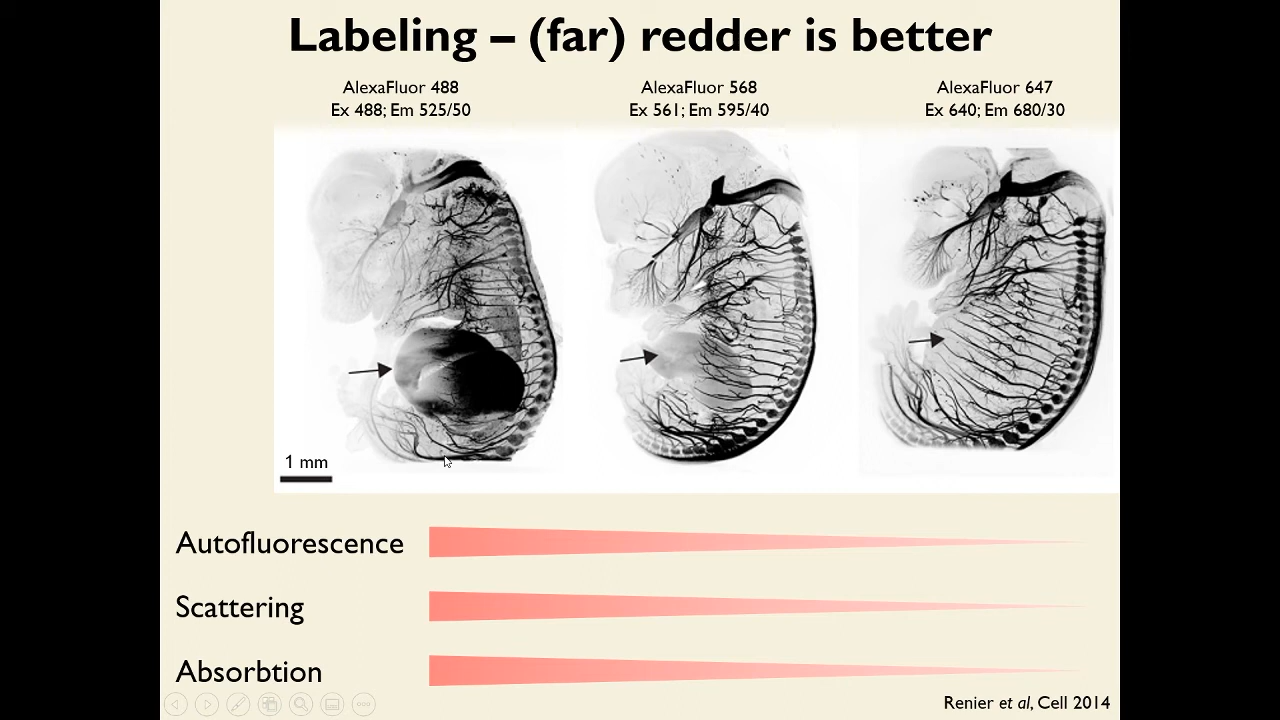 Labeling – (far) redder is better
AlexaFluor 488
Ex 488; Em 525/50
AlexaFluor 568
Ex 561; Em 595/40
AlexaFluor 647
Ex 640; Em 680/30
1 mm
Autofluorescence
Scattering
Absorbtion
Renier et al, Cell 2014